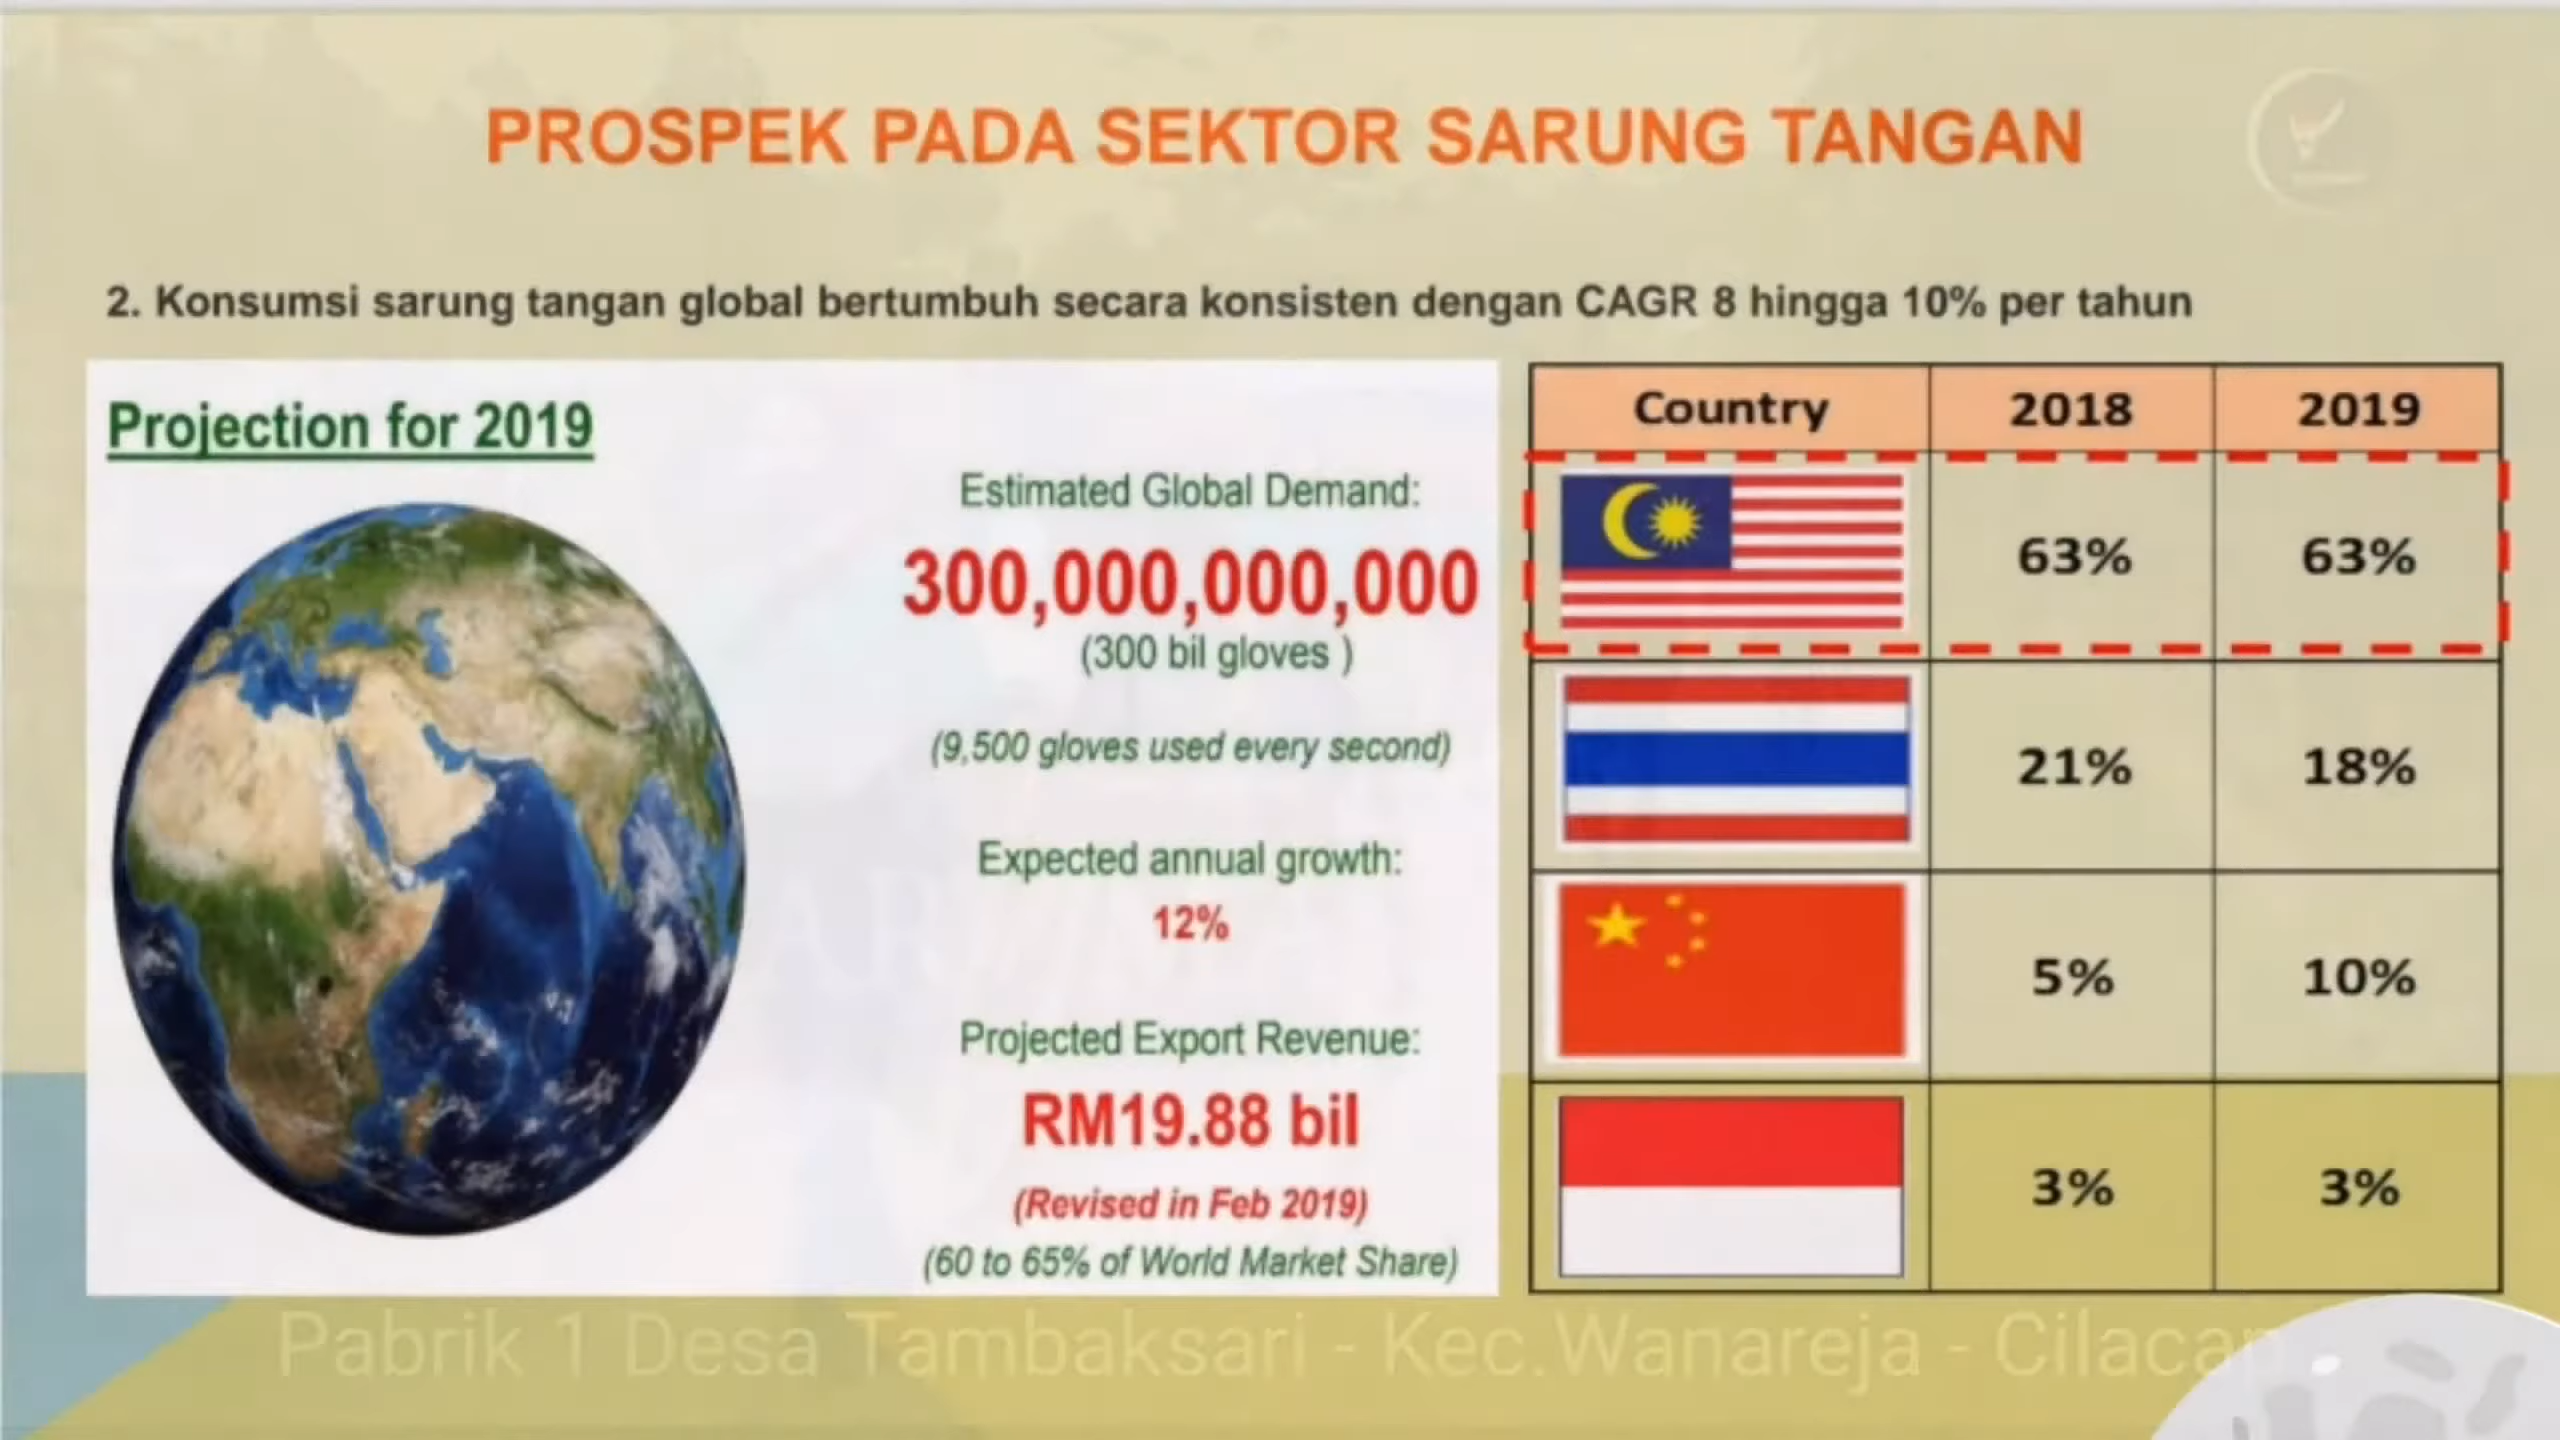 PROSPEK PADA SEKTOR SARUNG TANGAN
2. Konsumsi sarung tangan global bertumbuh secara konsisten dengan CAGR 8 hingga 10% per tahun
Projection for 2019
Estimated Global Demand:
300,000,000,000
(300 bil gloves )
(9,500 gloves used every second)
Expected annual growth:
12%
Projected Export Revenue:
RM19.88 bil
(Revised in Feb 2019)
(60 to 65% of World Market Share)
Country 2018 2019
63% 63%
21% 18%
5% 10%
3% 3%
Pabrik 1 Desa Tambaksari - Kec.Wanareja - Cilacap